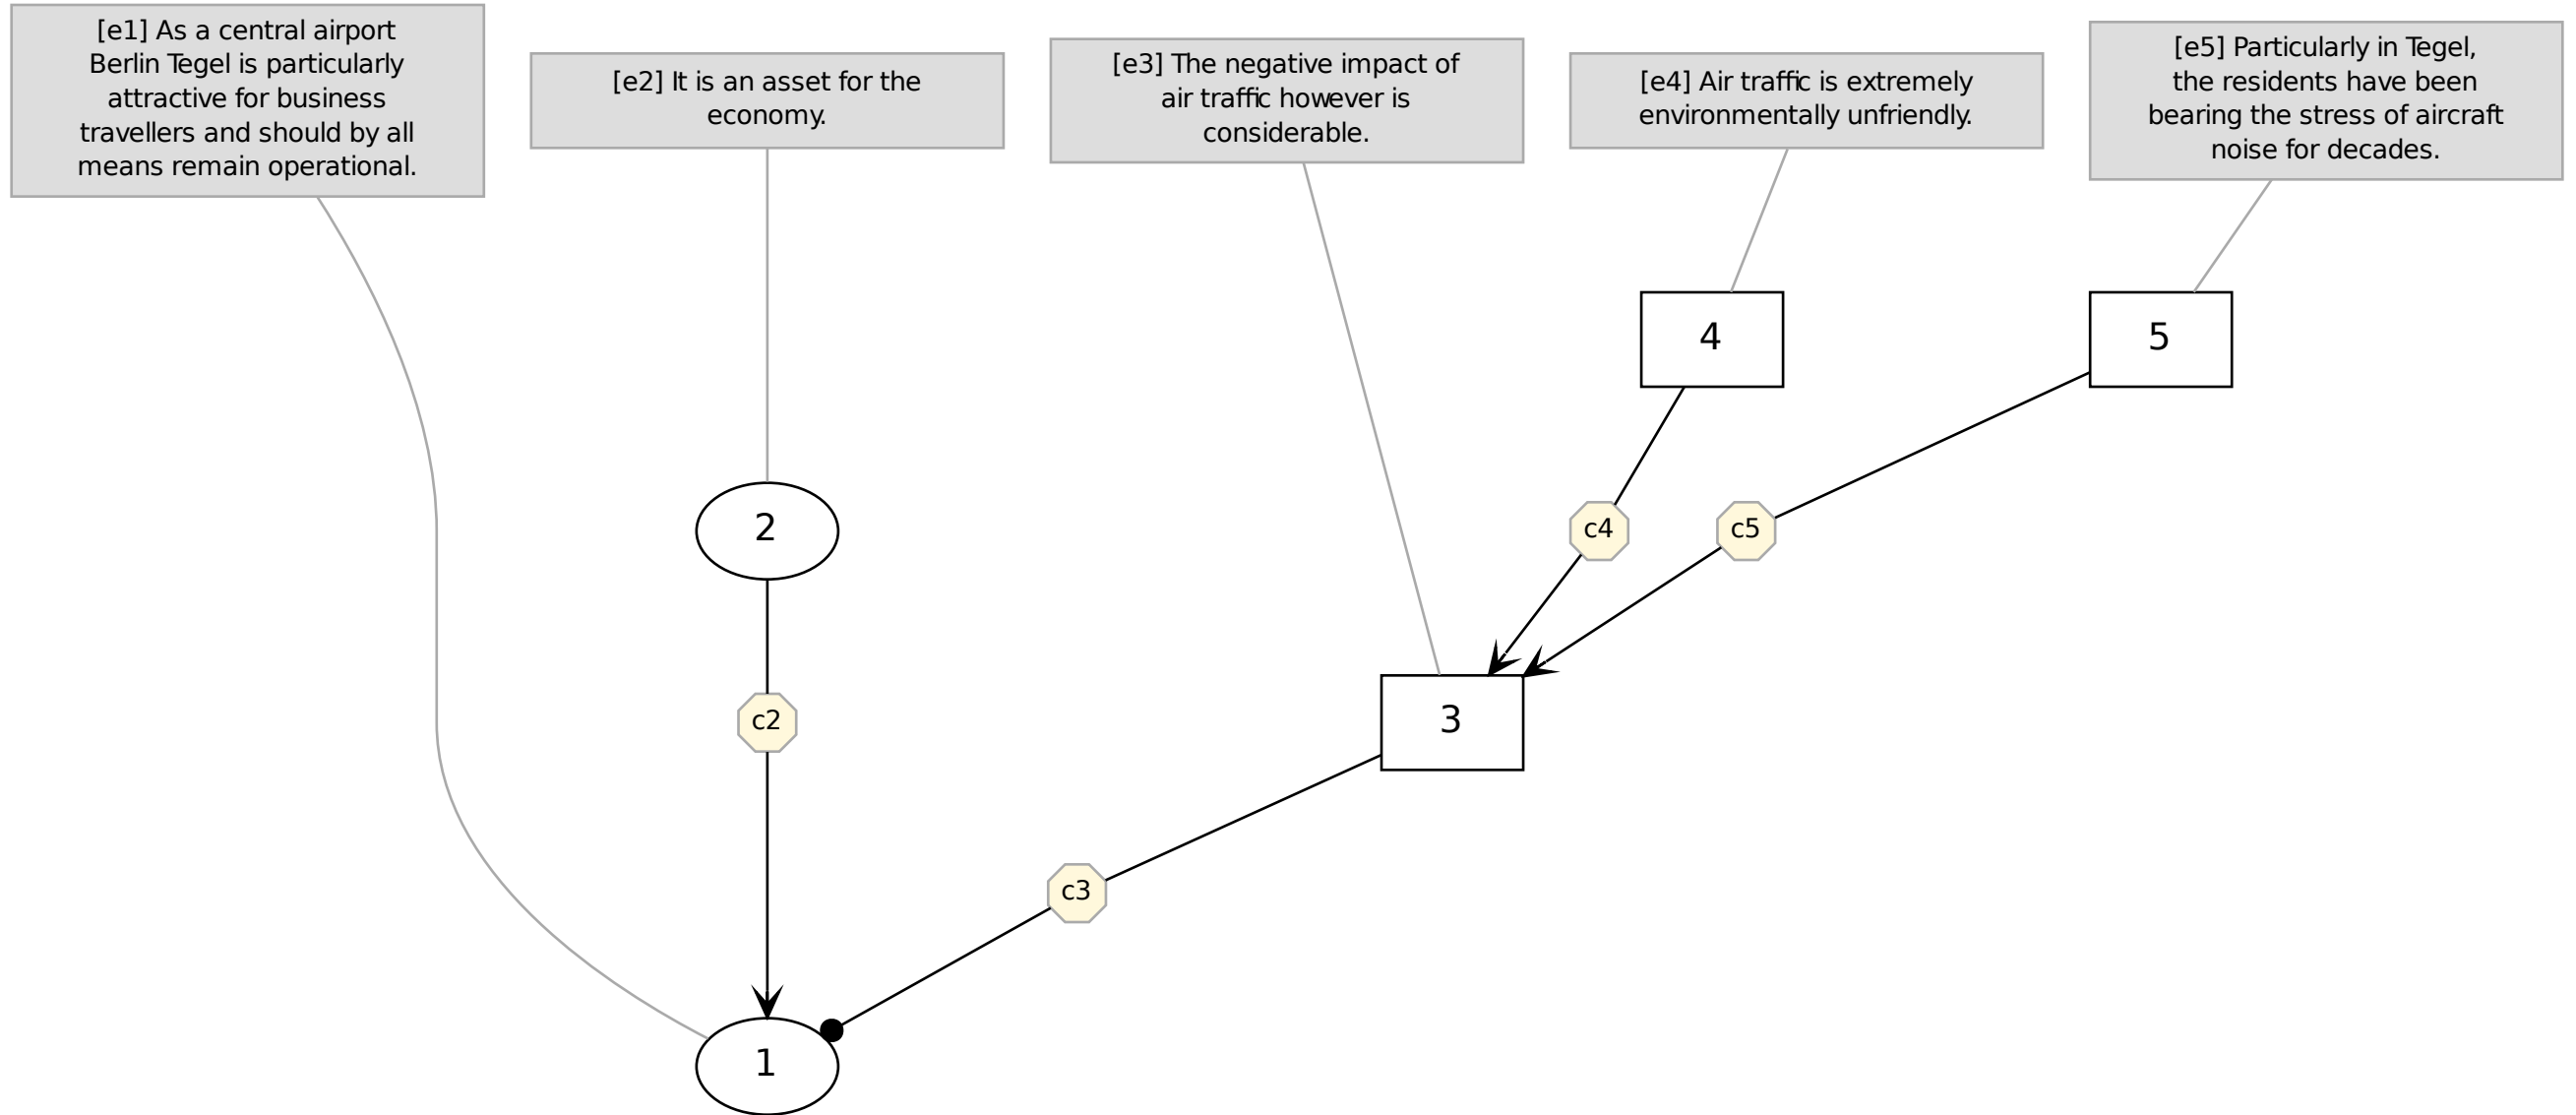 [e1] As a central airport
Berlin Tegel is particularly
attractive for business
travellers and should by all
means remain operational.
[e2] It is an asset for the
economy.
[e3] The negative impact of
air traffic however is
considerable.
[e4] Air traffic is extremely
environmentally unfriendly.
[e5] Particularly in Tegel,
the residents have been
bearing the stress of aircraft
noise for decades.
4
5
2
c4
c5
c2
3
c3
1